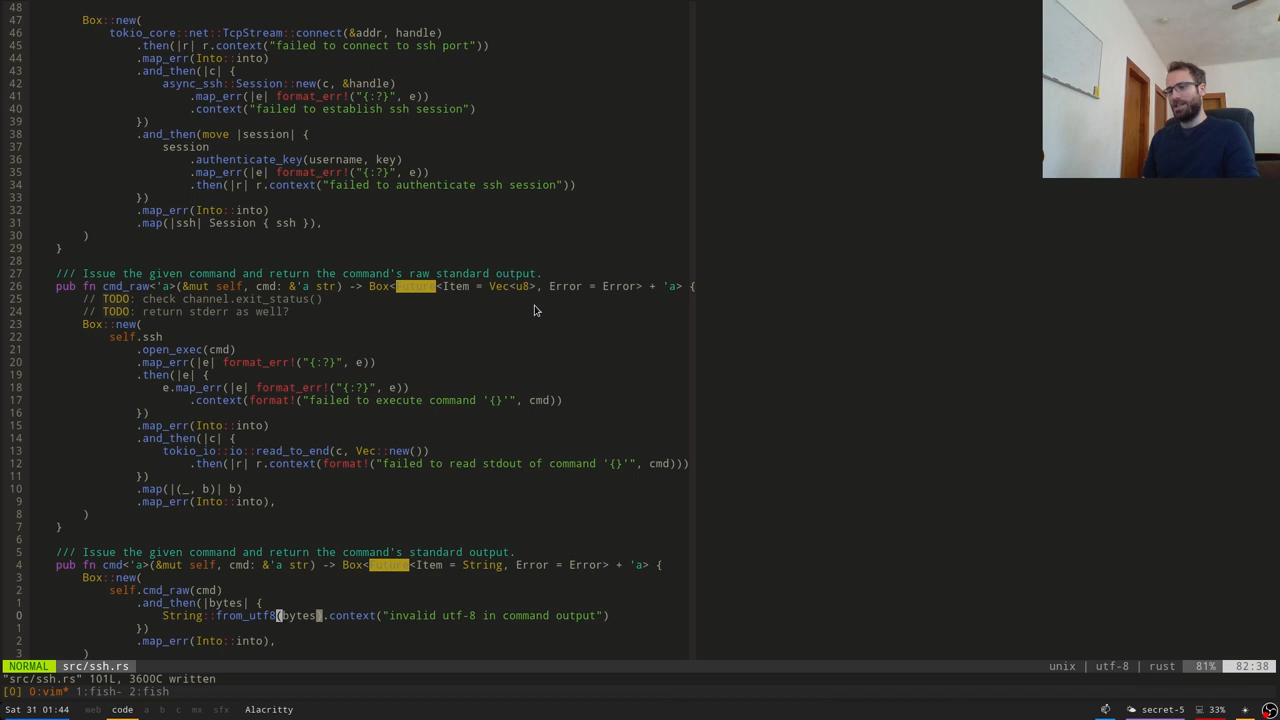 48
47 Box::new(
46 tokio_core::net::TcpStream::connect(&addr, handle)
45 .then(|r| r.context("failed to connect to ssh port"))
44 .map_err(Into::into)
43 .and_then(|c| {
42 async_ssh::Session::new(c, &handle)
41 .map_err(|e| format_err!("{:?}", e))
40 .context("failed to establish ssh session")
39 })
38 .and_then(move |session| {
37 session
36 .authenticate_key(username, key)
35 .map_err(|e| format_err!("{:?}", e))
34 .then(|r| r.context("failed to authenticate ssh session"))
33 })
32 .map_err(Into::into)
31 .map(|ssh| Session { ssh }),
30 )
29 }
28
27 /// Issue the given command and return the command's raw standard output.
26 pub fn cmd_raw<'a>(&mut self, cmd: &'a str) -> Box<Future<Item = Vec<u8>, Error = Error> + 'a> {
25 // TODO: check channel.exit_status()
24 // TODO: return stderr as well?
23 Box::new(
22 self.ssh
21 .open_exec(cmd)
20 .map_err(|e| format_err!("{:?}", e))
19 .then(|e| {
18 e.map_err(|e| format_err!("{:?}", e))
17 .context(format!("failed to execute command '{}'", cmd))
16 })
15 .map_err(Into::into)
14 .and_then(|c| {
13 tokio_io::io::read_to_end(c, Vec::new())
12 .then(|r| r.context(format!("failed to read stdout of command '{}'", cmd)))
11 })
10 .map(|(_, b)| b)
9 .map_err(Into::into),
8 )
7 }
6
5 /// Issue the given command and return the command's standard output.
4 pub fn cmd<'a>(&mut self, cmd: &'a str) -> Box<Future<Item = String, Error = Error> + 'a> {
3 Box::new(
2 self.cmd_raw(cmd)
1 .and_then(|bytes| {
0 String::from_utf8(bytes).context("invalid utf-8 in command output")
1 })
2 .map_err(Into::into),
3 )
NORMAL src/ssh.rs unix | utf-8 | rust 81% 82:38
"src/ssh.rs" 101L, 3600C written
[0] 0:vim* 1:fish- 2:fish
Sat 31 01:44 web code a b c mx sfx Alacritty secret-5 33%